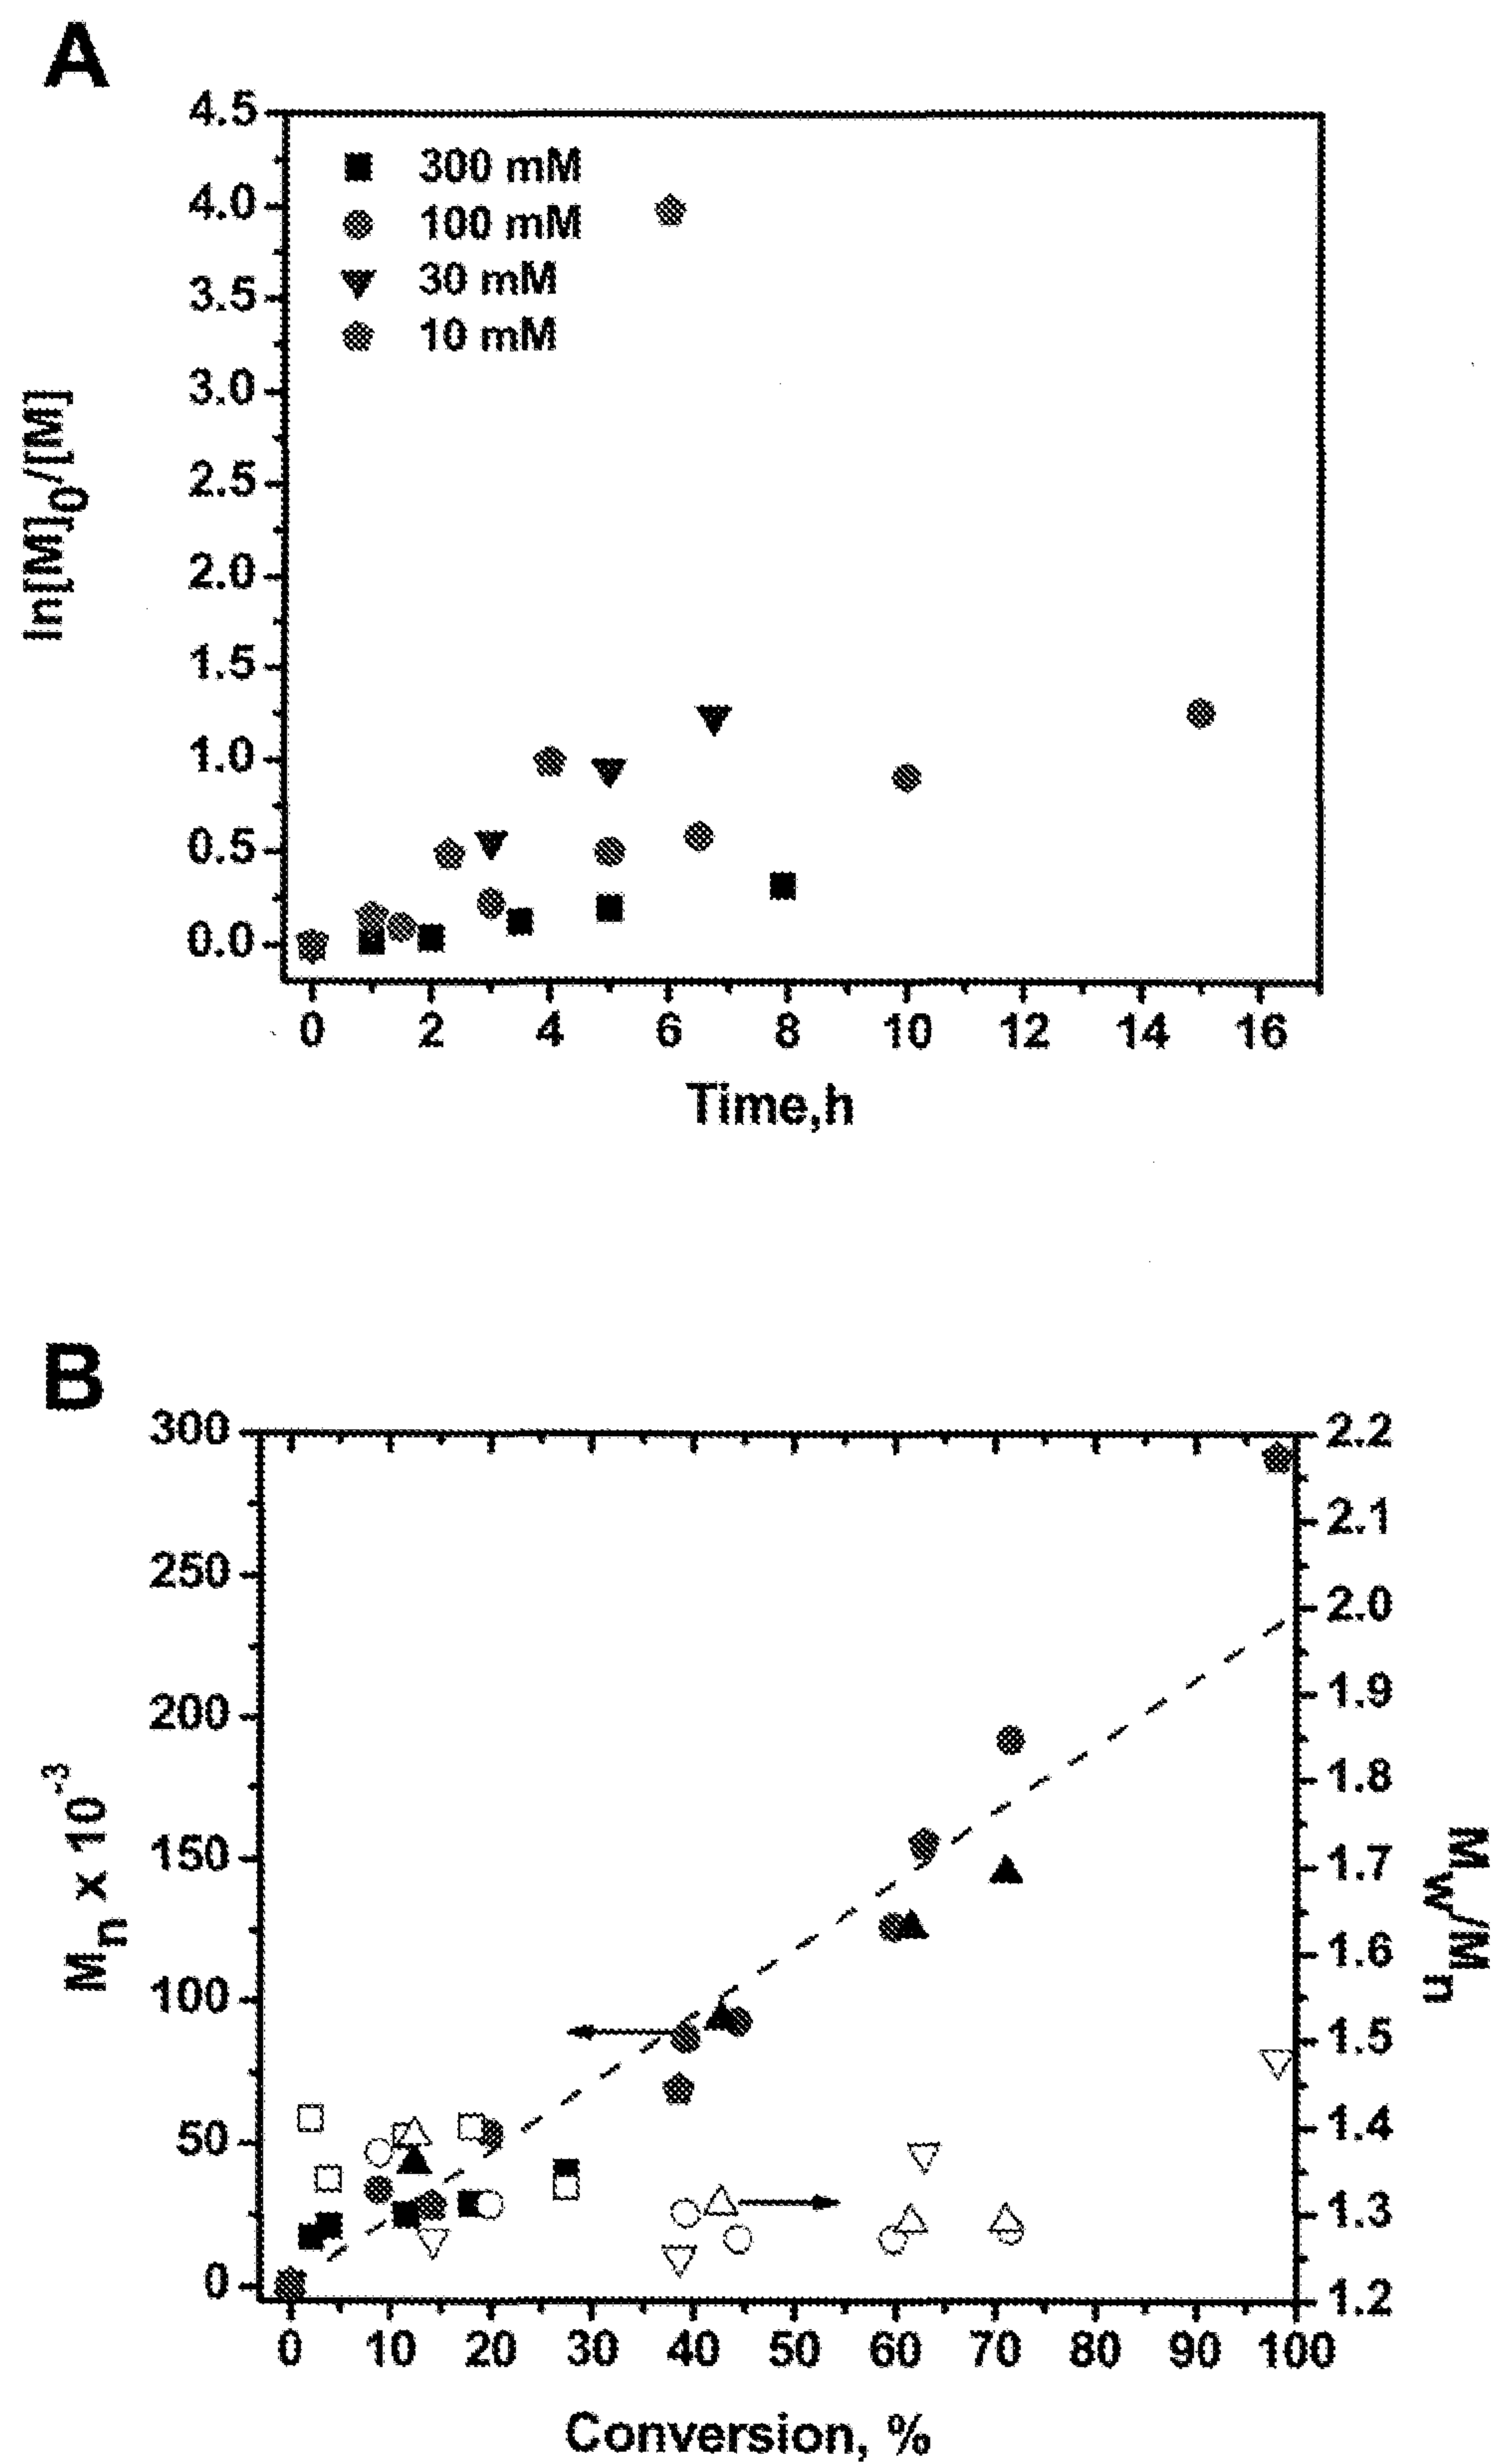 A
4.5
4.0
3.5
3.0
2.5
2.0
1.5
1.0
0.5
0.0
ln[M]0/[M]
300 mM
100 mM
30 mM
10 mM
0 2 4 6 8 10 12 14 16
Time,h
B
300
250
200
150
100
50
0
Mn x 10-3
2.2
2.1
2.0
1.9
1.8
1.7
1.6
1.5
1.4
1.3
1.2
Mw/Mn
0 10 20 30 40 50 60 70 80 90 100
Conversion, %